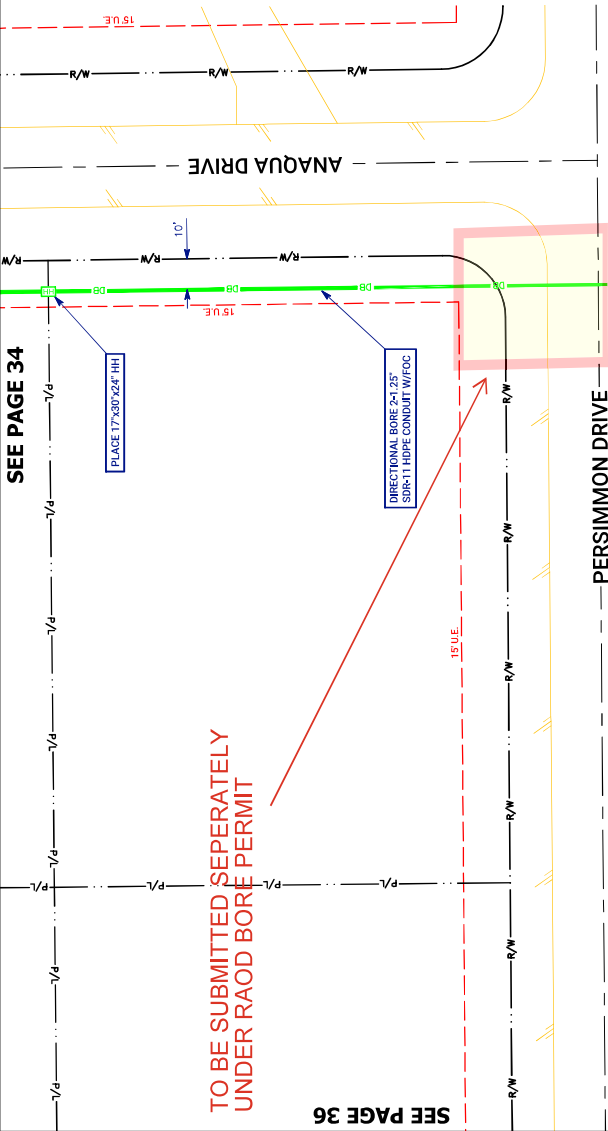 15' U.E.
R/W
R/W
R/W
ANAQUA DRIVE
10'
R/W
R/W
R/W
HH
DB
DB
DB
DB
15' U.E.
SEE PAGE 34
PLACE 17"x30"x24" HH
DIRECTIONAL BORE 2-1.25"
SDR-11 HDPE CONDUIT W/FOC
P/L
P/L
P/L
P/L
P/L
P/L
P/L
P/L
P/L
P/L
P/L
R/W
R/W
R/W
R/W
R/W
R/W
15' U.E.
PERSIMMON DRIVE
TO BE SUBMITTED SEPERATELY
UNDER RAOD BORE PERMIT
SEE PAGE 36